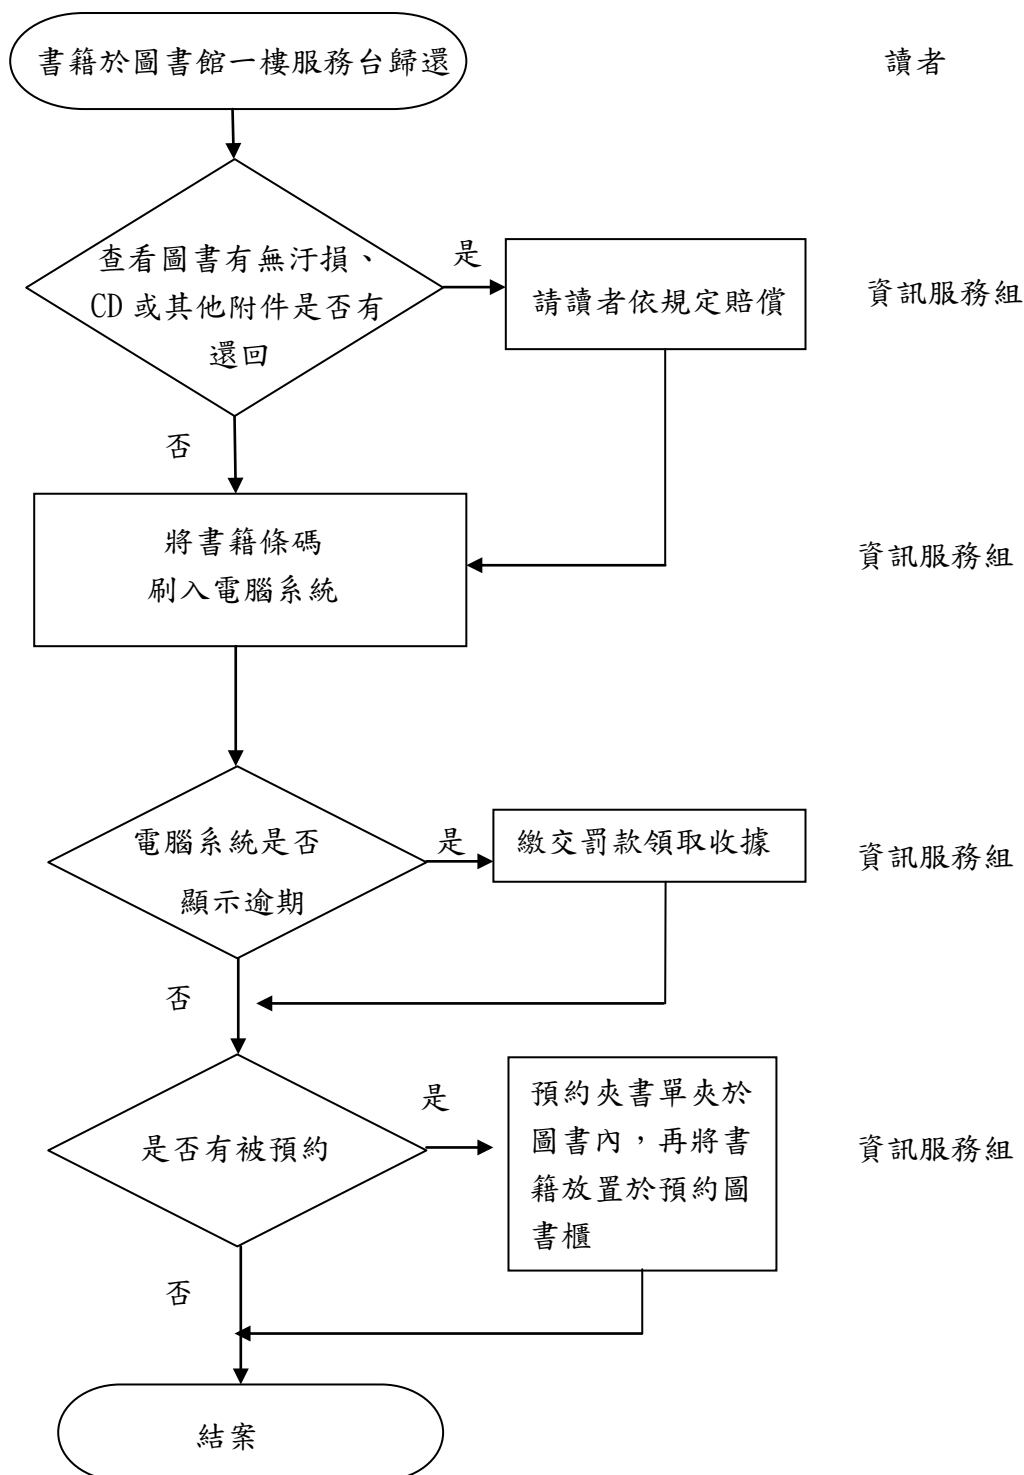 書籍於圖書館一樓服務台歸還
讀者
查看圖書有無汙損、
CD 或其他附件是否有
還回
是
請讀者依規定賠償
資訊服務組
否
將書籍條碼
刷入電腦系統
資訊服務組
電腦系統是否
顯示逾期
是
繳交罰款領取收據
資訊服務組
否
是否有被預約
是
預約夾書單夾於
圖書內，再將書
籍放置於預約圖
書櫃
資訊服務組
否
結案